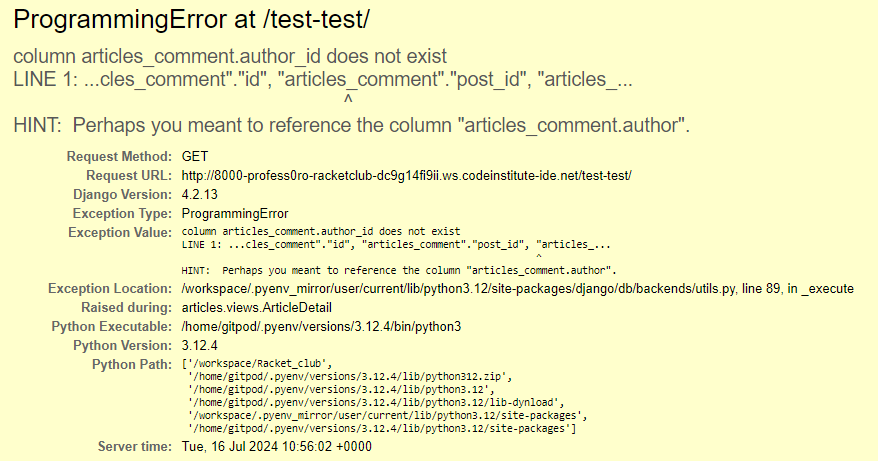 ProgrammingError at /test-test/
column articles_comment.author_id does not exist
LINE 1: ...cles_comment"."id", "articles_comment"."post_id", "articles_...
^
HINT:  Perhaps you meant to reference the column "articles_comment.author".
Request Method: GET
Request URL: http://8000-profess0ro-racketclub-dc9g14fi9ii.ws.codeinstitute-ide.net/test-test/
Django Version: 4.2.13
Exception Type: ProgrammingError
Exception Value: column articles_comment.author_id does not exist
LINE 1: ...cles_comment"."id", "articles_comment"."post_id", "articles_...
^
HINT:  Perhaps you meant to reference the column "articles_comment.author".
Exception Location: /workspace/.pyenv_mirror/user/current/lib/python3.12/site-packages/django/db/backends/utils.py, line 89, in _execute
Raised during: articles.views.ArticleDetail
Python Executable: /home/gitpod/.pyenv/versions/3.12.4/bin/python3
Python Version: 3.12.4
Python Path: ['/workspace/Racket_club',
'/home/gitpod/.pyenv/versions/3.12.4/lib/python312.zip',
'/home/gitpod/.pyenv/versions/3.12.4/lib/python3.12',
'/home/gitpod/.pyenv/versions/3.12.4/lib/python3.12/lib-dynload',
'/workspace/.pyenv_mirror/user/current/lib/python3.12/site-packages',
'/home/gitpod/.pyenv/versions/3.12.4/lib/python3.12/site-packages']
Server time: Tue, 16 Jul 2024 10:56:02 +0000